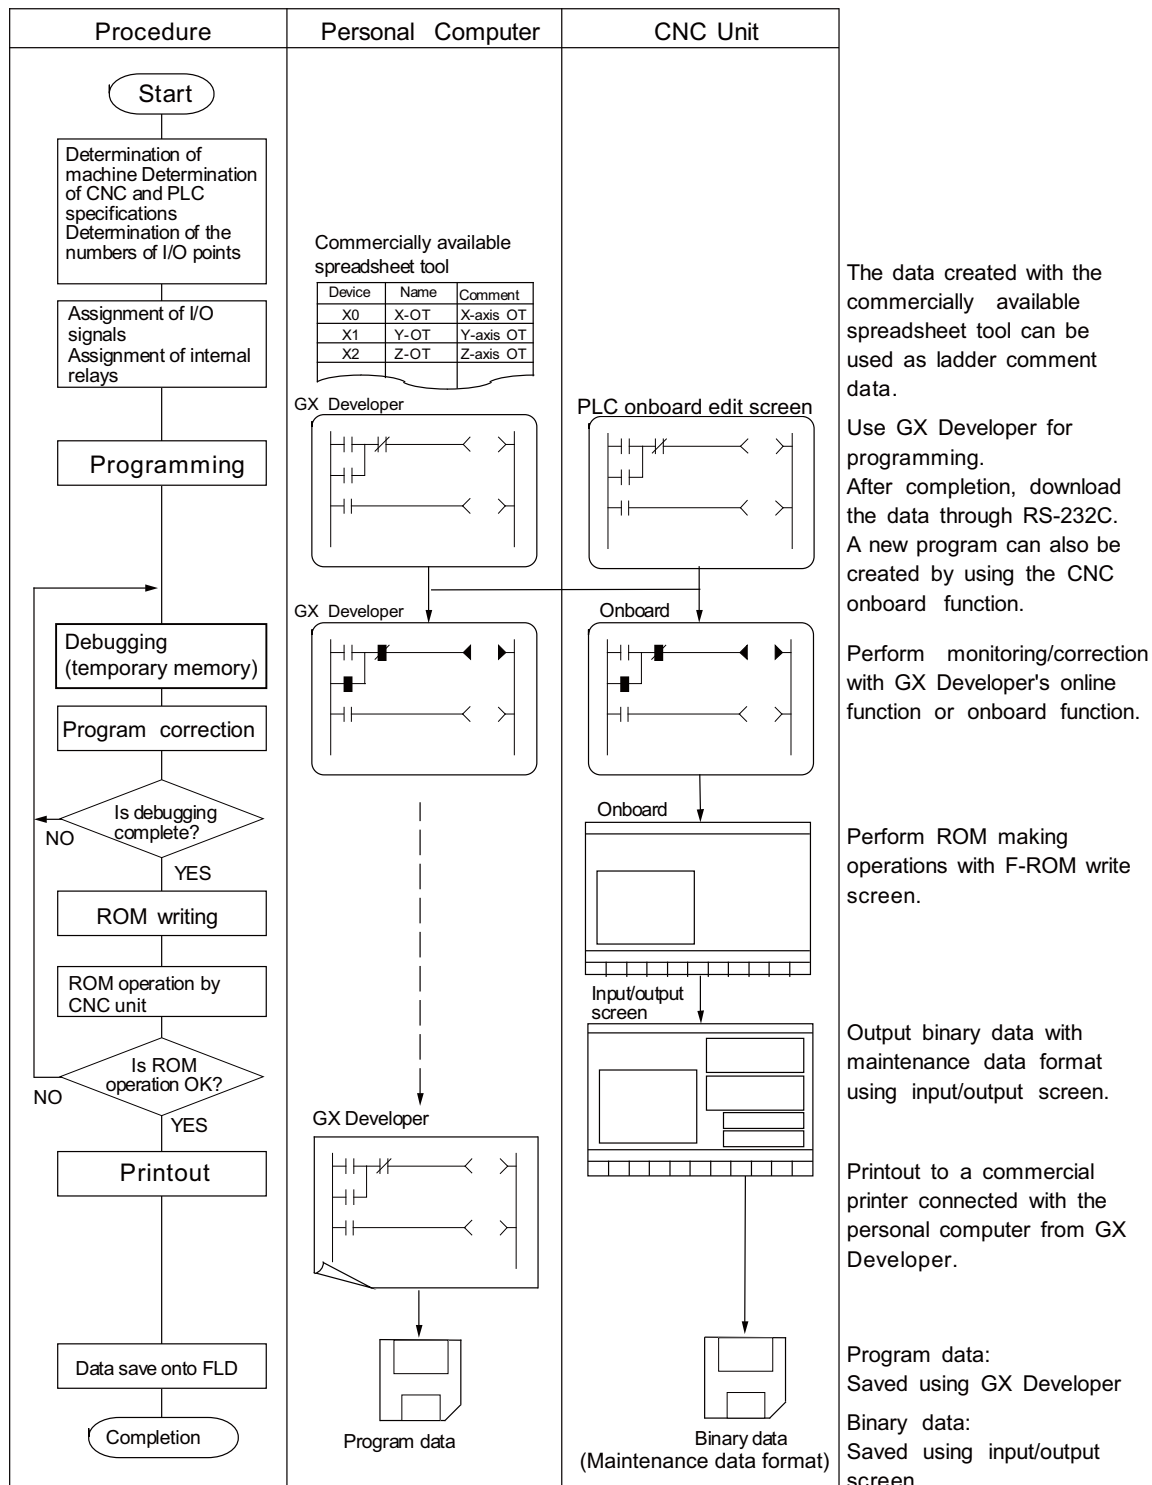 Procedure
Personal Computer
CNC Unit
Start
Determination of
machine Determination
of CNC and PLC
specifications
Determination of the
numbers of I/O points
Assignment of I/O
signals
Assignment of internal
relays
Programming
Debugging
(temporary memory)
Program correction
Is debugging
complete?
NO
YES
ROM writing
ROM operation by
CNC unit
Is ROM
operation OK?
NO
YES
Printout
Data save onto FLD
Completion
Commercially available
spreadsheet tool
Device Name Comment
X0 X-OT X-axis OT
X1 Y-OT Y-axis OT
X2 Z-OT Z-axis OT
GX Developer
GX Developer
GX Developer
Program data
PLC onboard edit screen
Onboard
Onboard
Input/output
screen
Binary data
(Maintenance data format)
The data created with the
commercially available
spreadsheet tool can be
used as ladder comment
data.
Use GX Developer for
programming.
After completion, download
the data through RS-232C.
A new program can also be
created by using the CNC
onboard function.
Perform monitoring/correction
with GX Developer's online
function or onboard function.
Perform ROM making
operations with F-ROM write
screen.
Output binary data with
maintenance data format
using input/output screen.
Printout to a commercial
printer connected with the
personal computer from GX
Developer.
Program data:
Saved using GX Developer
Binary data:
Saved using input/output
screen